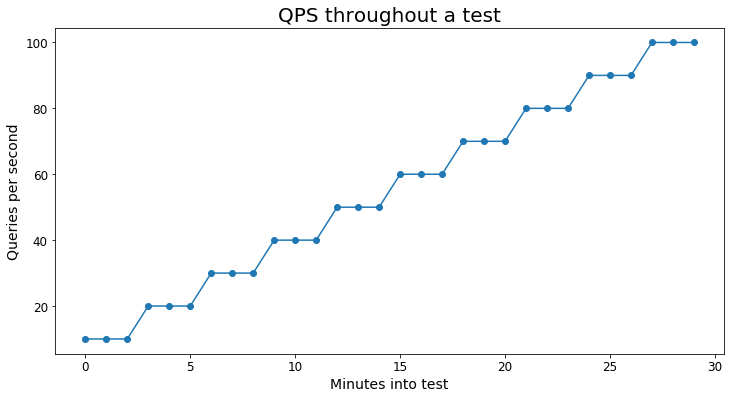 QPS throughout a test
100
80
60
40
20
Queries per second
0 5 10 15 20 25 30
Minutes into test